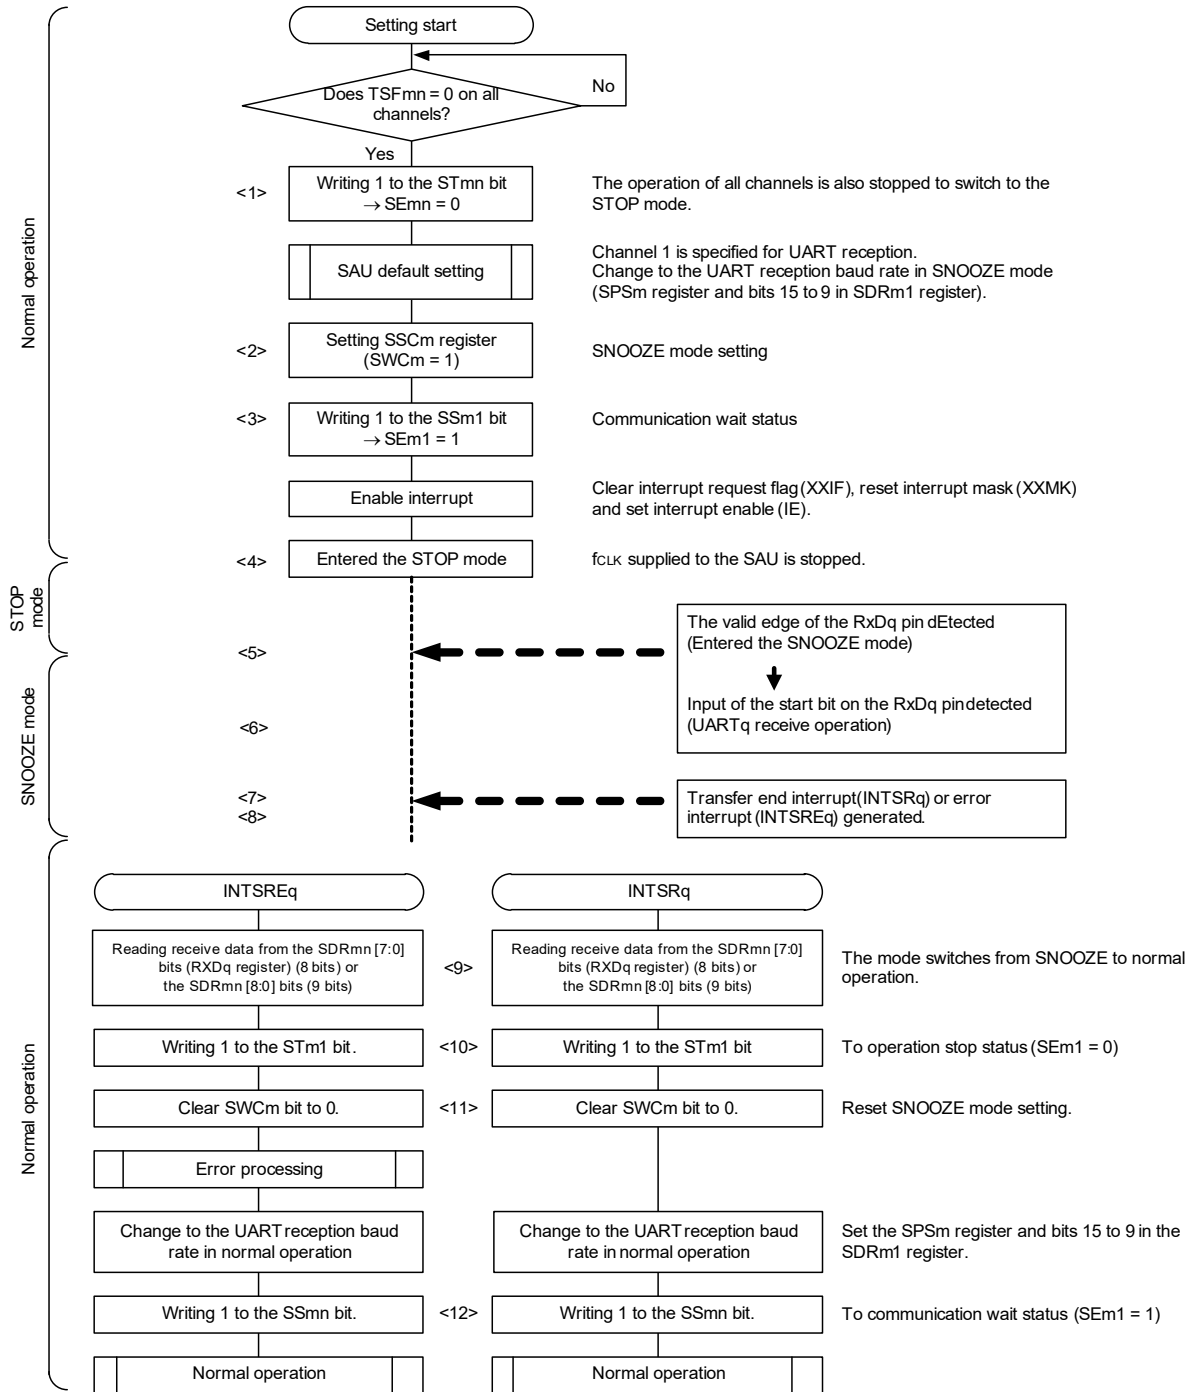 Setting start
No
Does TSFmn = 0 on all
channels?
Yes
Normal operation
<1>
Writing 1 to the STmn bit
→ SEmn = 0
The operation of all channels is also stopped to switch to the
STOP mode.
SAU default setting
Channel 1 is specified for UART reception.
Change to the UART reception baud rate in SNOOZE mode
(SPSm register and bits 15 to 9 in SDRm1 register).
<2>
Setting SSCm register
(SWCm = 1)
SNOOZE mode setting
<3>
Writing 1 to the SSm1 bit
→ SEm1 = 1
Communication wait status
Enable interrupt
Clear interrupt request flag (XXIF), reset interrupt mask (XXMK)
and set interrupt enable (IE).
<4>
Entered the STOP mode
fCLK supplied to the SAU is stopped.
STOP
mode
<5>
The valid edge of the RxDq pin dEtected
(Entered the SNOOZE mode)
SNOOZE mode
<6>
Input of the start bit on the RxDq pindetected
(UARTq receive operation)
<7>
<8>
Transfer end interrupt(INTSRq) or error
interrupt (INTSREq) generated.
Normal operation
INTSREq
INTSRq
Reading receive data from the SDRmn [7:0]
bits (RXDq register) (8 bits) or
the SDRmn [8:0] bits (9 bits)
<9>
Reading receive data from the SDRmn [7:0]
bits (RXDq register) (8 bits) or
the SDRmn [8:0] bits (9 bits)
The mode switches from SNOOZE to normal
operation.
Writing 1 to the STm1 bit.
<10>
Writing 1 to the STm1 bit
To operation stop status (SEm1 = 0)
Clear SWCm bit to 0.
<11>
Clear SWCm bit to 0.
Reset SNOOZE mode setting.
Error processing
Change to the UART reception baud
rate in normal operation
Change to the UART reception baud
rate in normal operation
Set the SPSm register and bits 15 to 9 in the
SDRm1 register.
Writing 1 to the SSmn bit.
<12>
Writing 1 to the SSmn bit.
To communication wait status (SEm1 = 1)
Normal operation
Normal operation